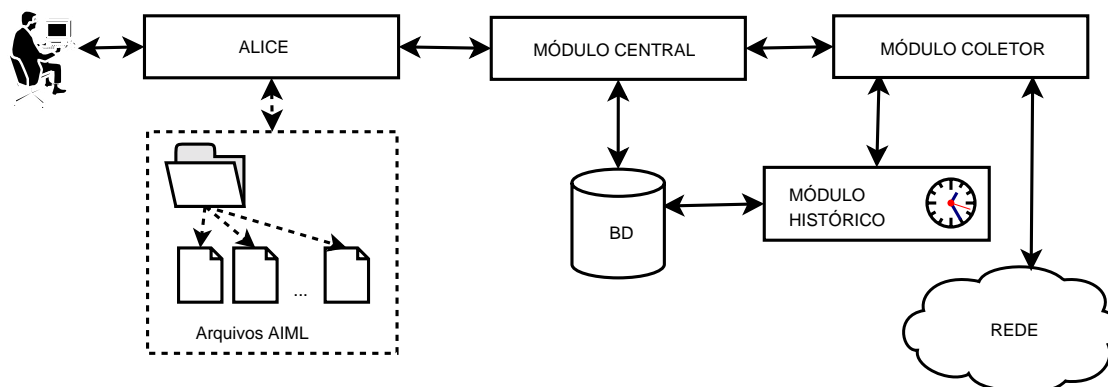 ALICE
MÓDULO CENTRAL
MÓDULO COLETOR
MÓDULO
HISTÓRICO
BD
...
Arquivos AIML
REDE